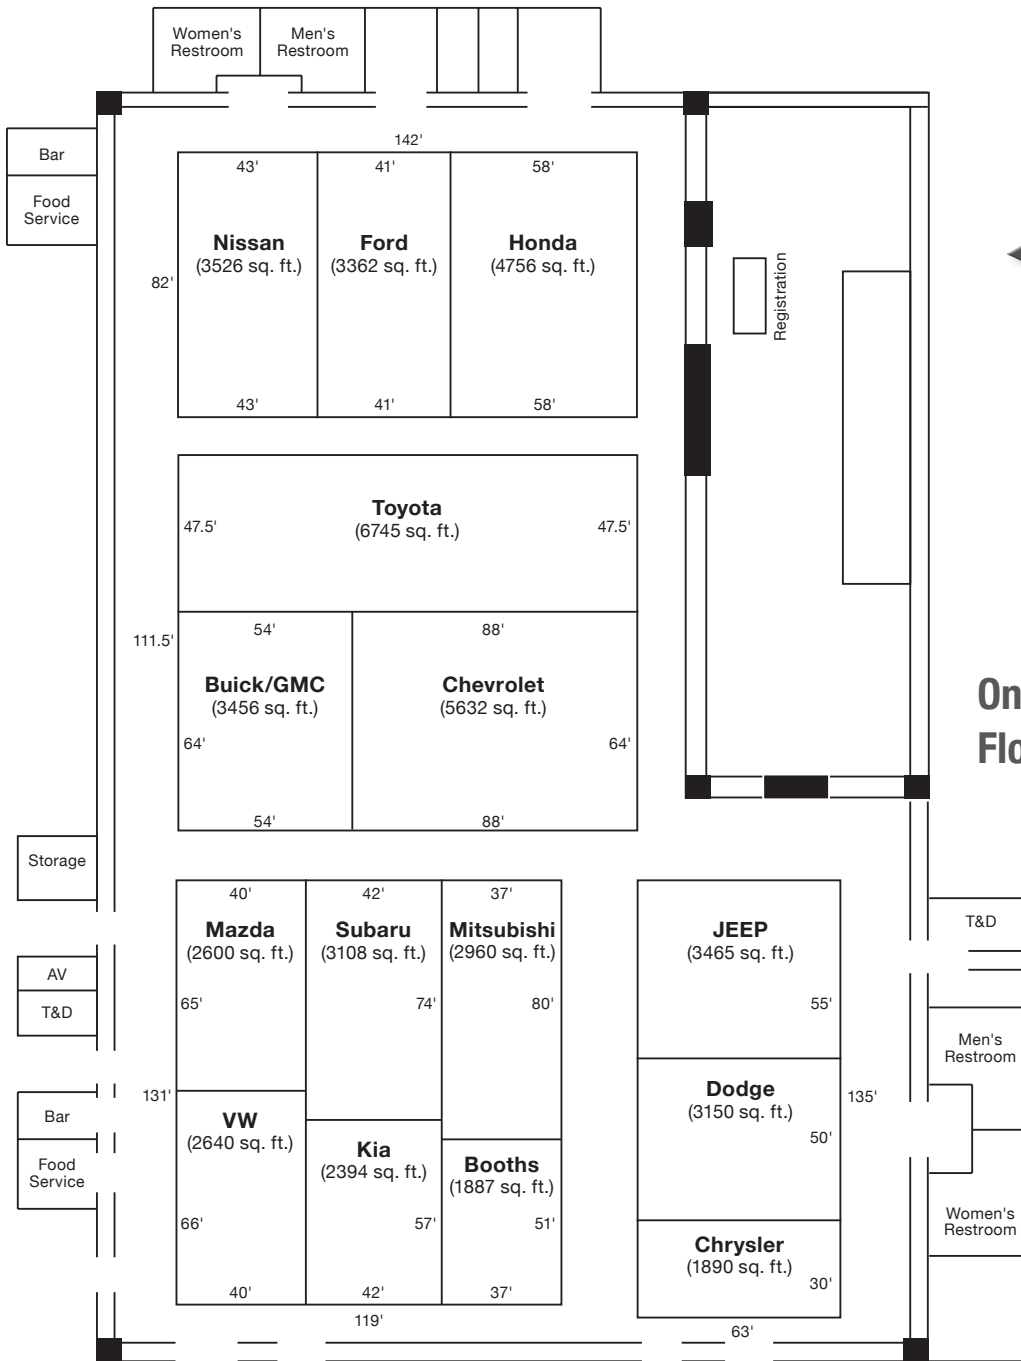 Women's
Restroom
Men's
Restroom
Bar
Food
Service
142'
43'
41'
58'
Nissan
(3526 sq. ft.)
Ford
(3362 sq. ft.)
Honda
(4756 sq. ft.)
82'
Registration
43'
41'
58'
Toyota
(6745 sq. ft.)
47.5'
47.5'
111.5'
54'
88'
Buick/GMC
(3456 sq. ft.)
Chevrolet
(5632 sq. ft.)
64'
64'
54'
88'
On
Flo
Storage
AV
T&D
Bar
Food
Service
40'
42'
37'
Mazda
(2600 sq. ft.)
Subaru
(3108 sq. ft.)
Mitsubishi
(2960 sq. ft.)
65'
74'
80'
131'
VW
(2640 sq. ft.)
Kia
(2394 sq. ft.)
Booths
(1887 sq. ft.)
66'
57'
51'
40'
42'
37'
119'
JEEP
(3465 sq. ft.)
55'
Dodge
(3150 sq. ft.)
135'
50'
Chrysler
(1890 sq. ft.)
30'
63'
T&D
Men's
Restroom
Women's
Restroom